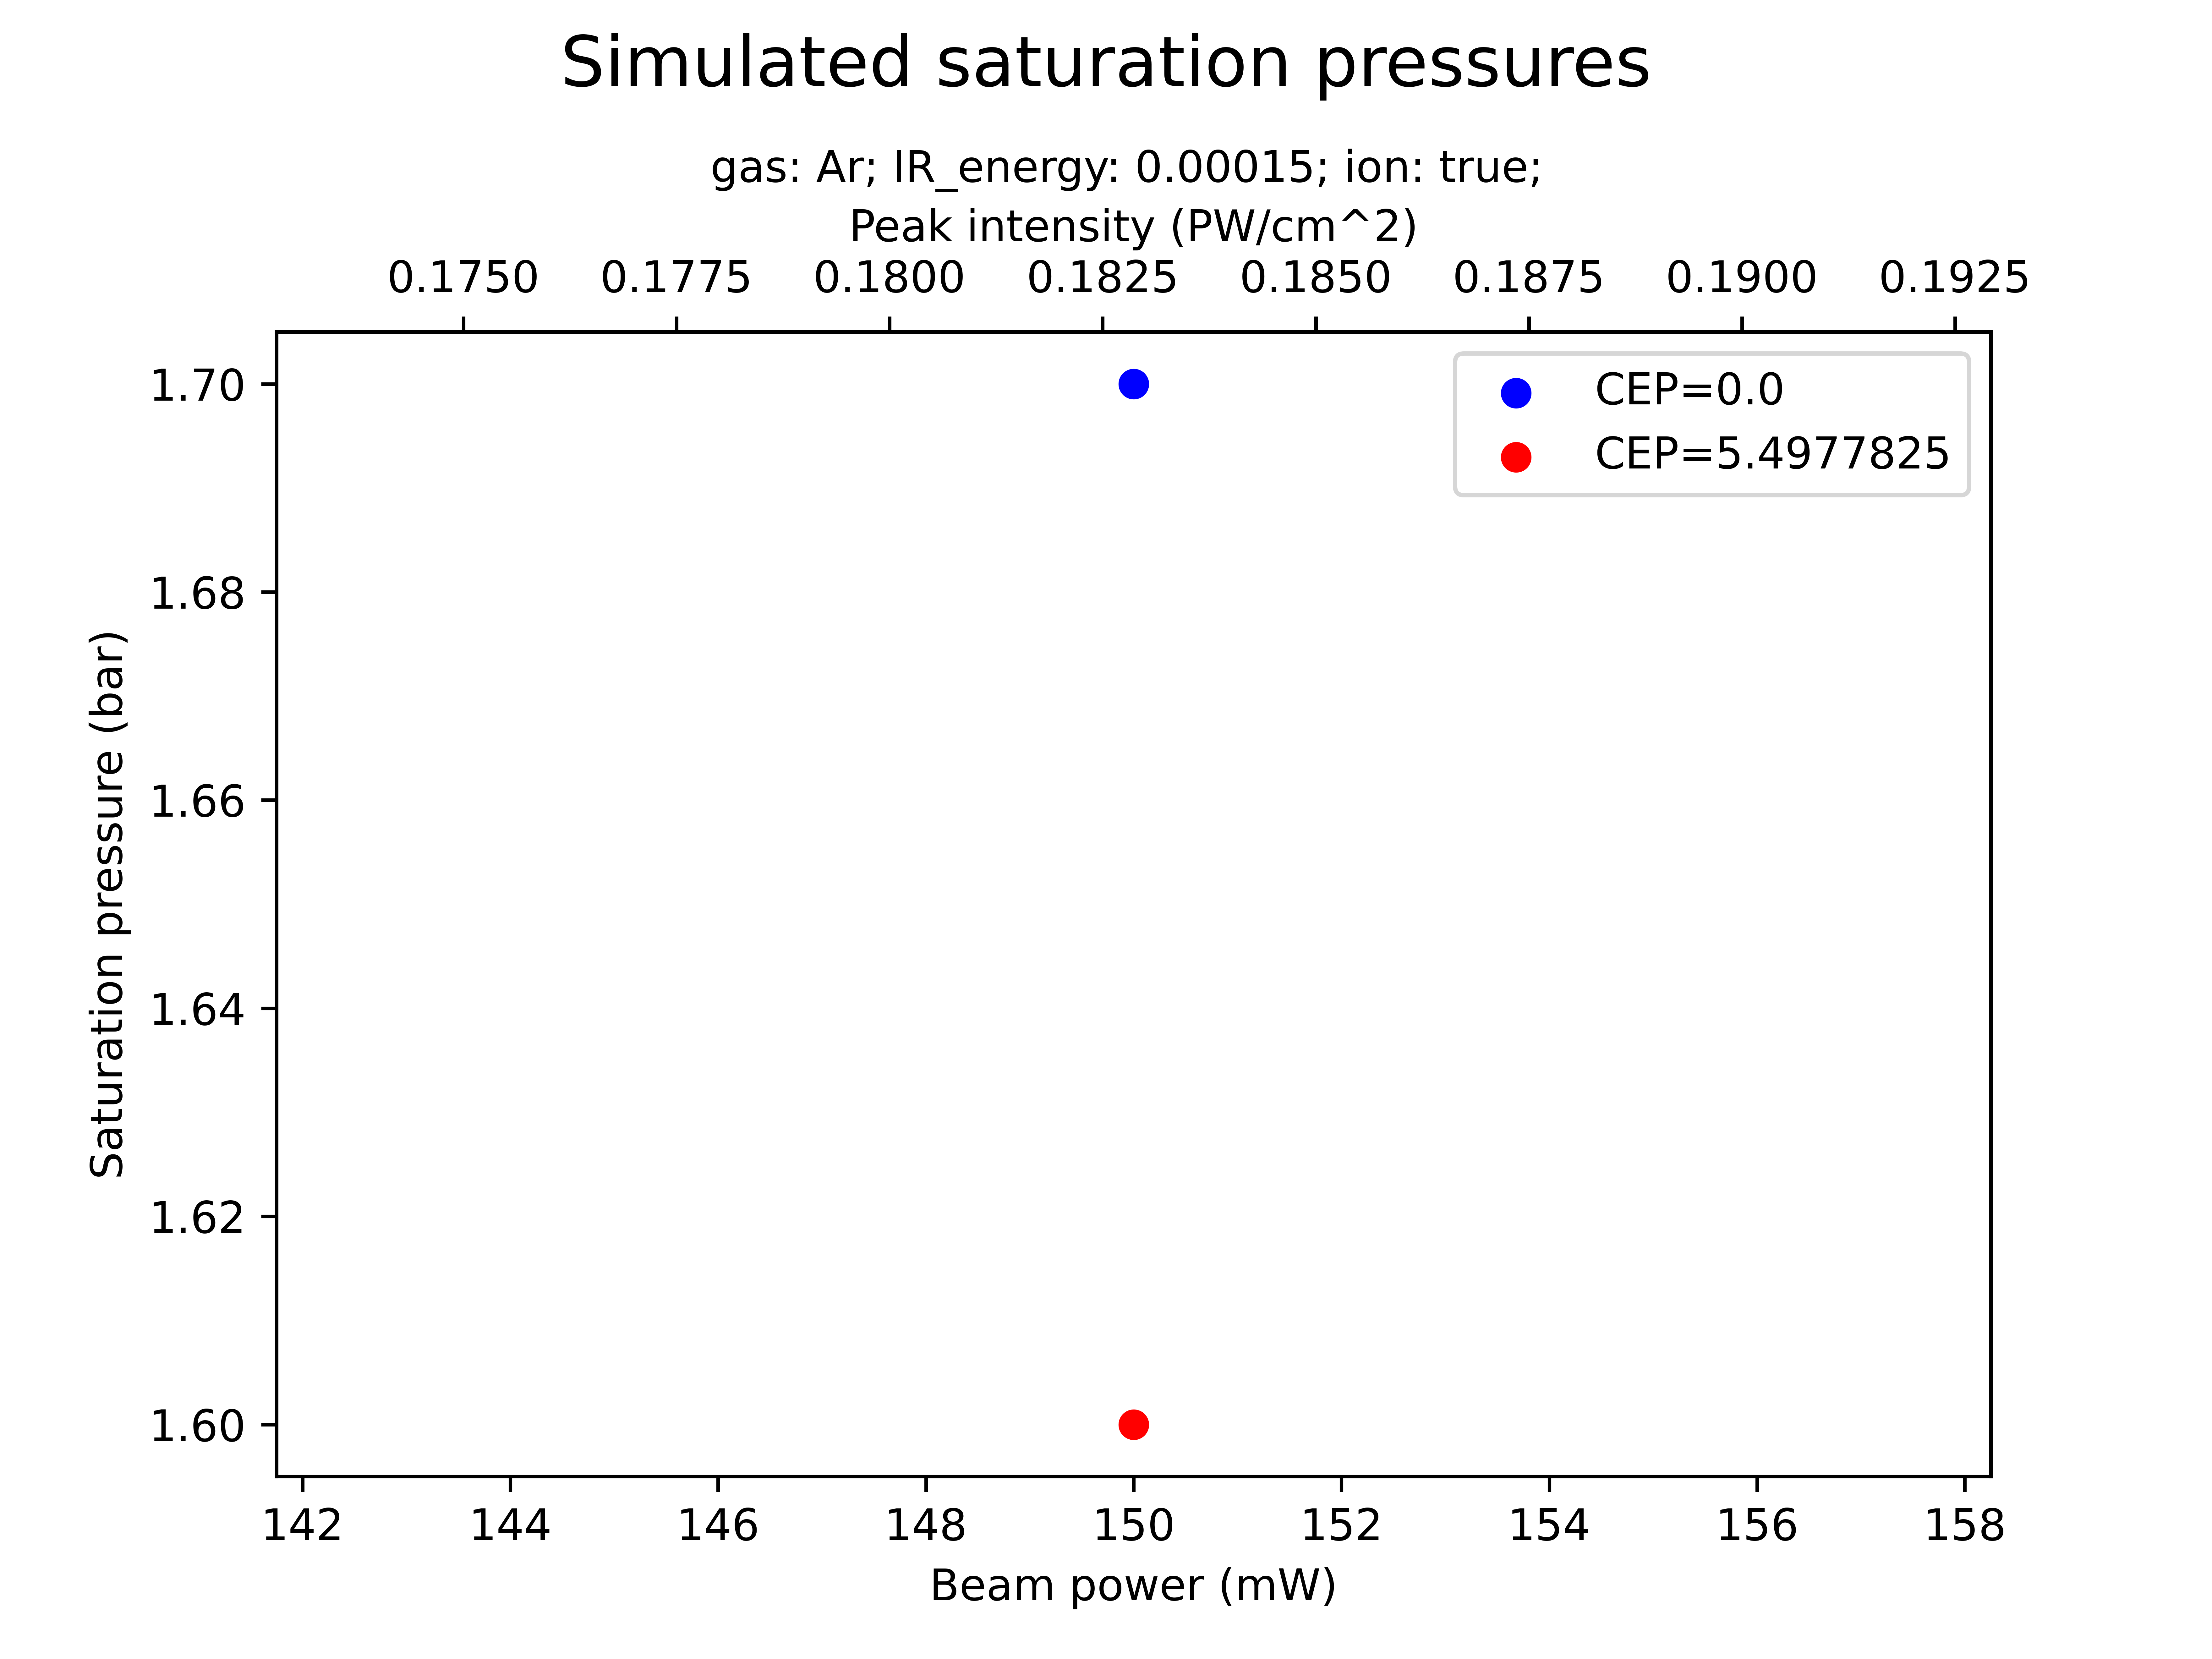 Simulated saturation pressures
gas: Ar; IR_energy: 0.00015; ion: true;
Peak intensity (PW/cm^2)
0.1750 0.1775 0.1800 0.1825 0.1850 0.1875 0.1900 0.1925
CEP=0.0
CEP=5.4977825
1.70
1.68
1.66
1.64
1.62
1.60
Saturation pressure (bar)
142 144 146 148 150 152 154 156 158
Beam power (mW)